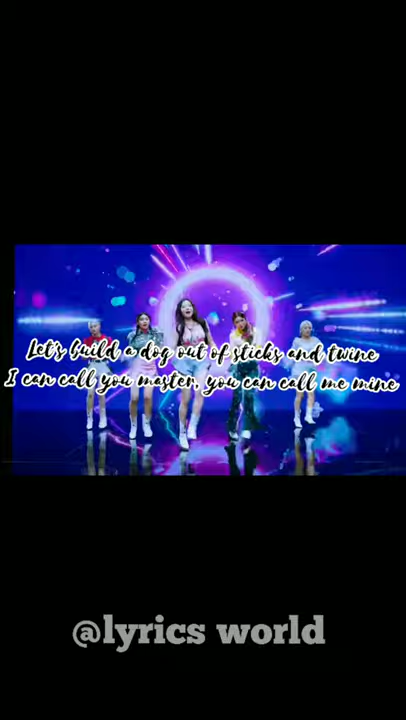 Let's build a dog out of sticks and twine
I can call you master, you can call me mine
@lyrics world